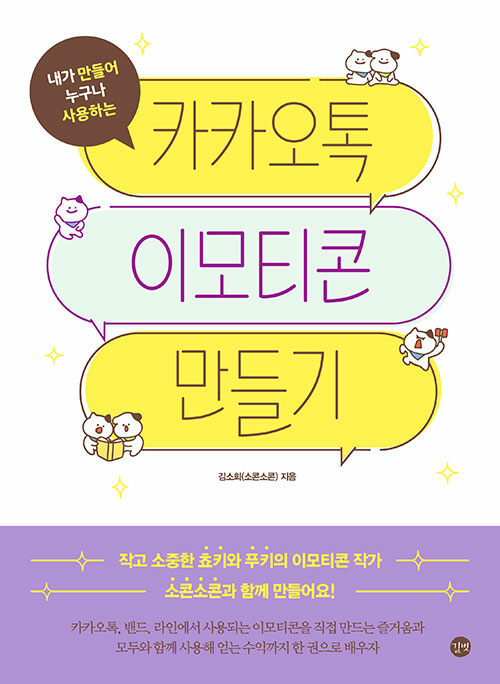 내가 만들어
누구나
사용하는
카카오톡
이모티콘
만들기
김소희(소콘소콘) 지음
작고 소중한 쵸키와 푸키의 이모티콘 작가
소콘소콘과 함께 만들어요!
카카오톡, 밴드, 라인에서 사용되는 이모티콘을 직접 만드는 즐거움과
모두와 함께 사용해 얻는 수익까지 한 권으로 배우자
길벗